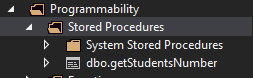 Programmability
Stored Procedures
System Stored Procedures
dbo.getStudentsNumber